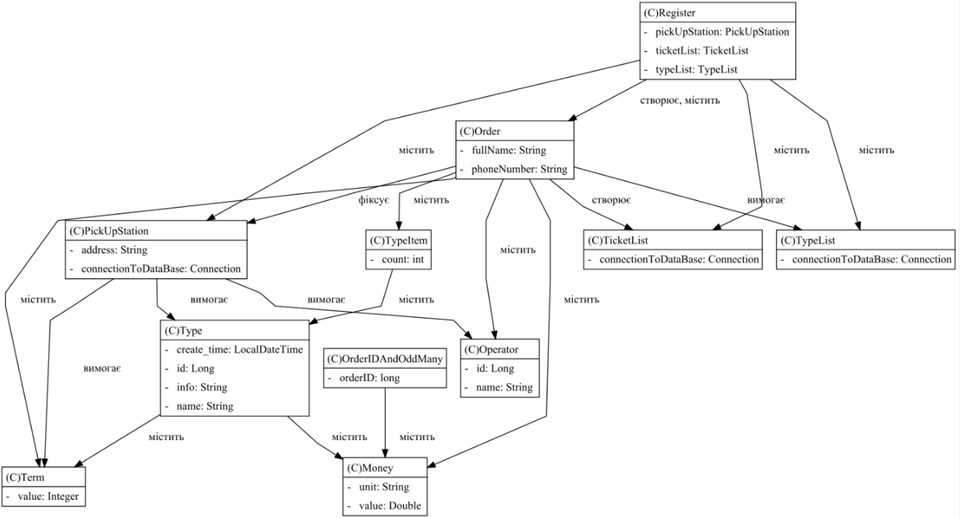 (C)Register
- pickUpStation: PickUpStation
- ticketList: TicketList
- typeList: TypeList
створює, містить
(C)Order
- fullName: String
- phoneNumber: String
містить
містить
містить
фіксує
містить
створює
вимагає
(C)PickUpStation
- address: String
- connectionToDataBase: Connection
(C)TypeItem
- count: int
(C)TicketList
- connectionToDataBase: Connection
(C)TypeList
- connectionToDataBase: Connection
містить
містить
вимагає
вимагає
містить
містить
(C)Type
- create_time: LocalDateTime
- id: Long
- info: String
- name: String
(C)OrderIDAndOddMany
- orderID: long
(C)Operator
- id: Long
- name: String
вимагає
містить
містить
містить
(C)Term
- value: Integer
(C)Money
- unit: String
- value: Double